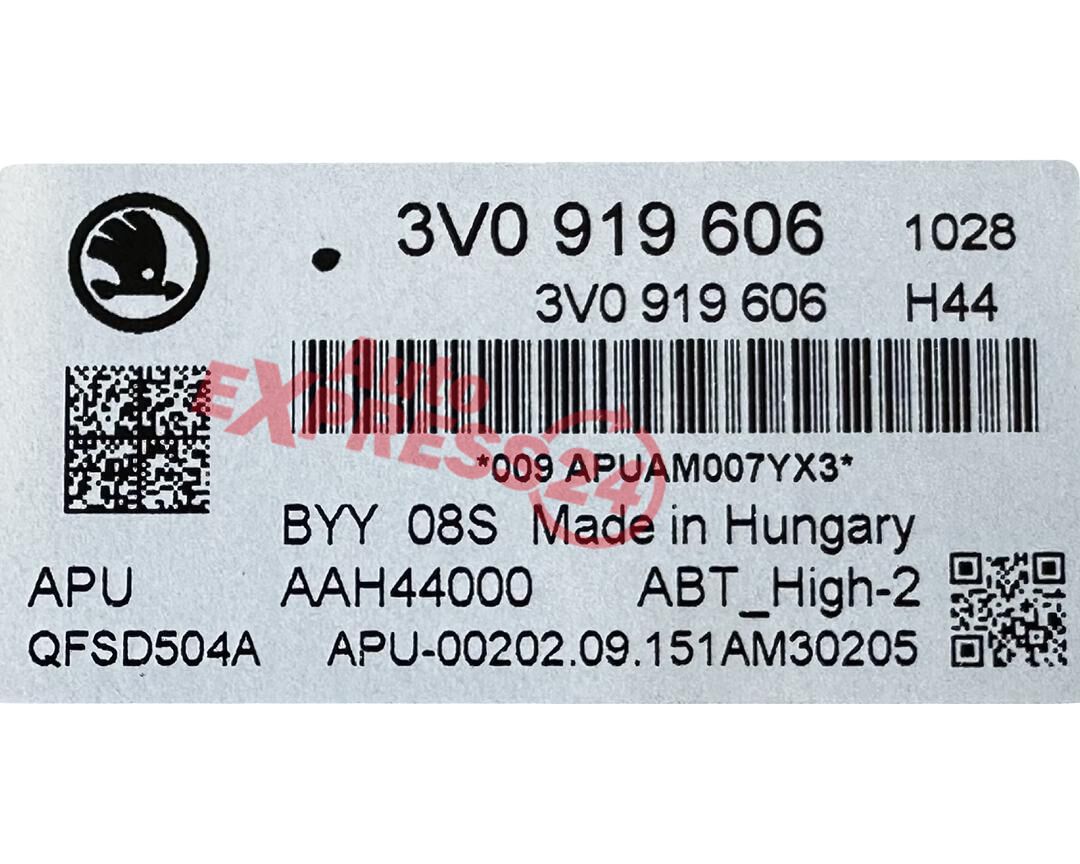 3V0 919 606 1028
3V0 919 606 H44
Auto
EXPRESS24
*009 APUAM007YX3*
BYY 08S Made in Hungary
APU AAH44000 ABT_High-2
QFSD504A APU-00202.09.151AM30205